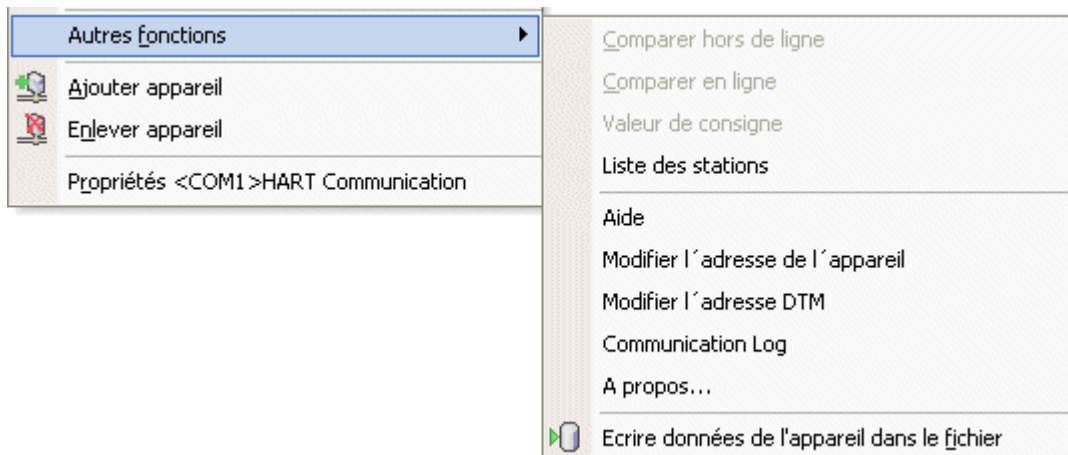 Autres fonctions
Ajouter appareil
Enlever appareil
Propriétés <COM1>HART Communication
Comparer hors de ligne
Comparer en ligne
Valeur de consigne
Liste des stations
Aide
Modifier l´adresse de l´appareil
Modifier l´adresse DTM
Communication Log
A propos...
Ecrire données de l'appareil dans le fichier